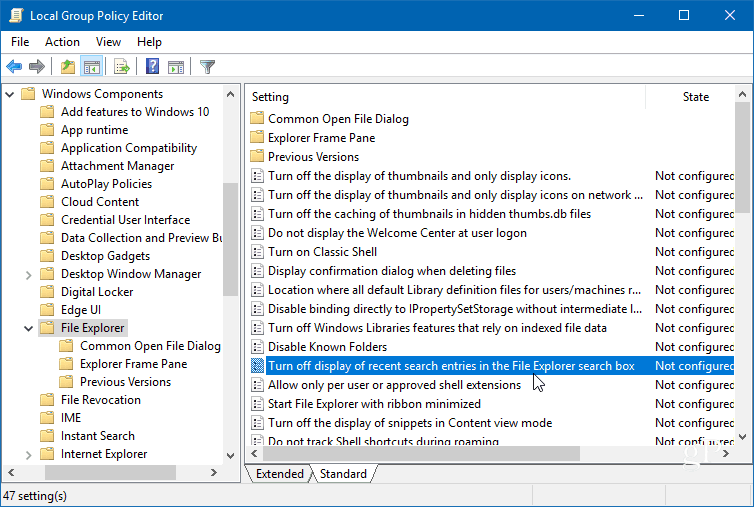 Local Group Policy Editor
File Action View Help
Windows Components
Add features to Windows 10
App runtime
Application Compatibility
Attachment Manager
AutoPlay Policies
Cloud Content
Credential User Interface
Data Collection and Preview Bu
Desktop Gadgets
Desktop Window Manager
Digital Locker
Edge UI
File Explorer
Common Open File Dialog
Explorer Frame Pane
Previous Versions
File Revocation
IME
Instant Search
Internet Explorer
Setting State
Common Open File Dialog
Explorer Frame Pane
Previous Versions
Turn off the display of thumbnails and only display icons. Not configured
Turn off the display of thumbnails and only display icons on network ... Not configured
Turn off the caching of thumbnails in hidden thumbs.db files Not configured
Do not display the Welcome Center at user logon Not configured
Turn on Classic Shell Not configured
Display confirmation dialog when deleting files Not configured
Location where all default Library definition files for users/machines r... Not configured
Disable binding directly to IPropertySetStorage without intermediate l... Not configured
Turn off Windows Libraries features that rely on indexed file data Not configured
Disable Known Folders Not configured
Turn off display of recent search entries in the File Explorer search box Not configured
Allow only per user or approved shell extensions Not configured
Start File Explorer with ribbon minimized Not configured
Turn off the display of snippets in Content view mode Not configured
Do not track Shell shortcuts during roaming Not configured
Extended Standard
47 setting(s)